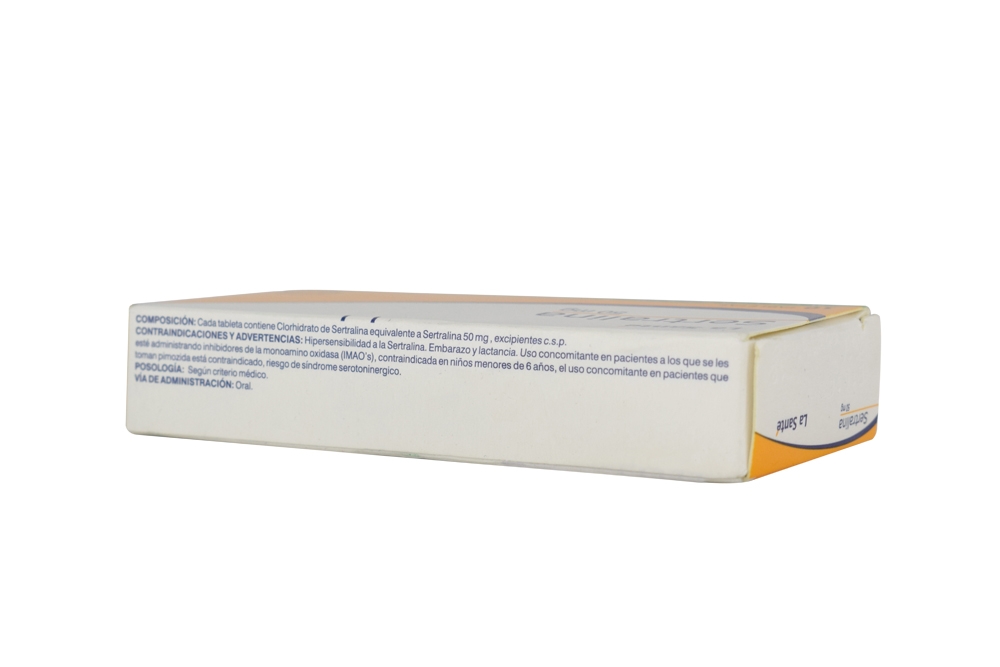 COMPOSICIÓN: Cada tableta contiene Clorhidrato de Sertralina equivalente a Sertralina 50 mg, excipientes c.s.p.
CONTRAINDICACIONES Y ADVERTENCIAS: Hipersensibilidad a la Sertralina. Embarazo y lactancia. Uso concomitante en pacientes a los que se les
esté administrando inhibidores de la monoamino oxidasa (IMAO's), contraindicada en niños menores de 6 años, el uso concomitante en pacientes que
toman pimozida está contraindicado, riesgo de síndrome serotoninergico.
POSOLOGÍA: Según criterio médico.
VÍA DE ADMINISTRACIÓN: Oral.
Sertralina
Sertralina
50 mg
La Santé